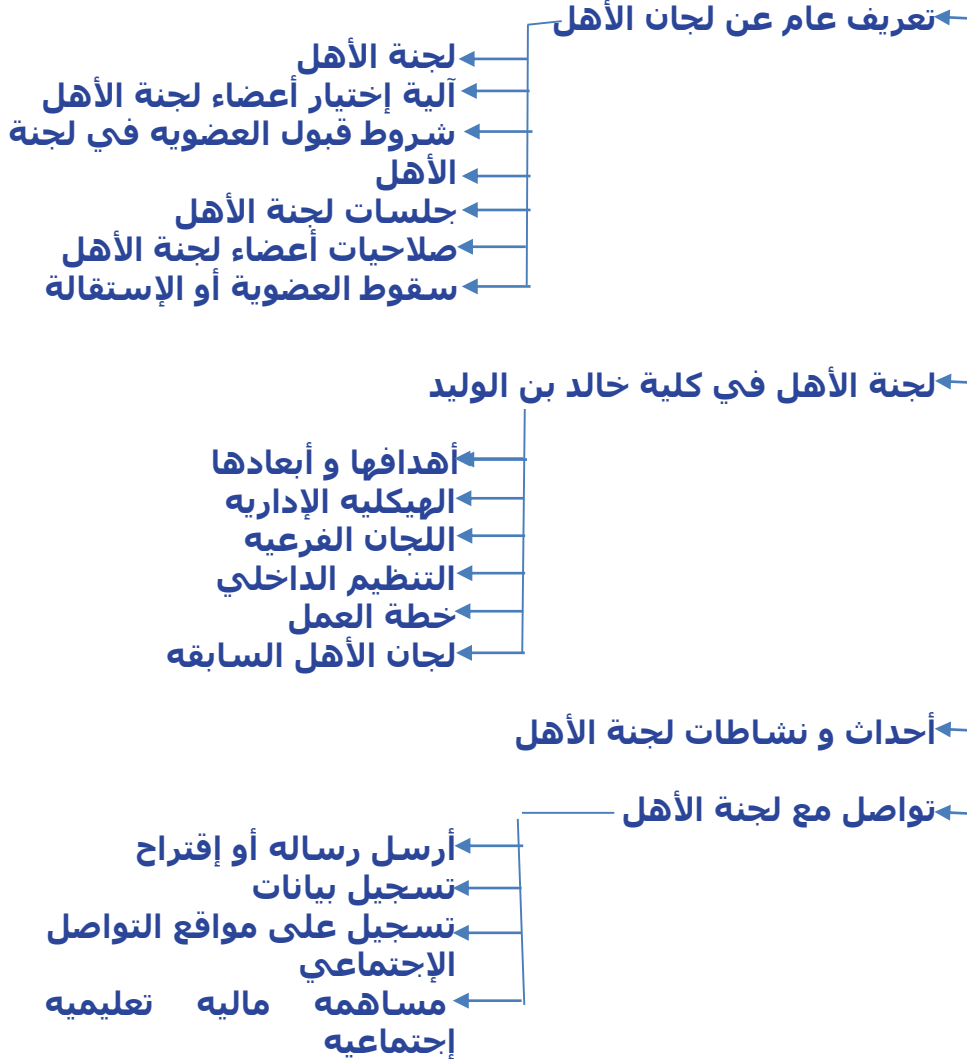 تعريف عام عن لجان الأهل
لجنة الأهل
آلية إختيار أعضاء لجنة الأهل
شروط قبول العضويه في لجنة
الأهل
جلسات لجنة الأهل
صلاحيات أعضاء لجنة الأهل
سقوط العضوية أو الإستقالة
لجنة الأهل في كلية خالد بن الوليد
أهدافها و أبعادها
الهيكليه الإداريه
اللجان الفرعيه
التنظيم الداخلي
خطة العمل
لجان الأهل السابقه
أحداث و نشاطات لجنة الأهل
تواصل مع لجنة الأهل
أرسل رساله أو إقتراح
تسجيل بيانات
تسجيل على مواقع التواصل
الإجتماعي
مساهمه ماليه تعليميه
إجتماعيه